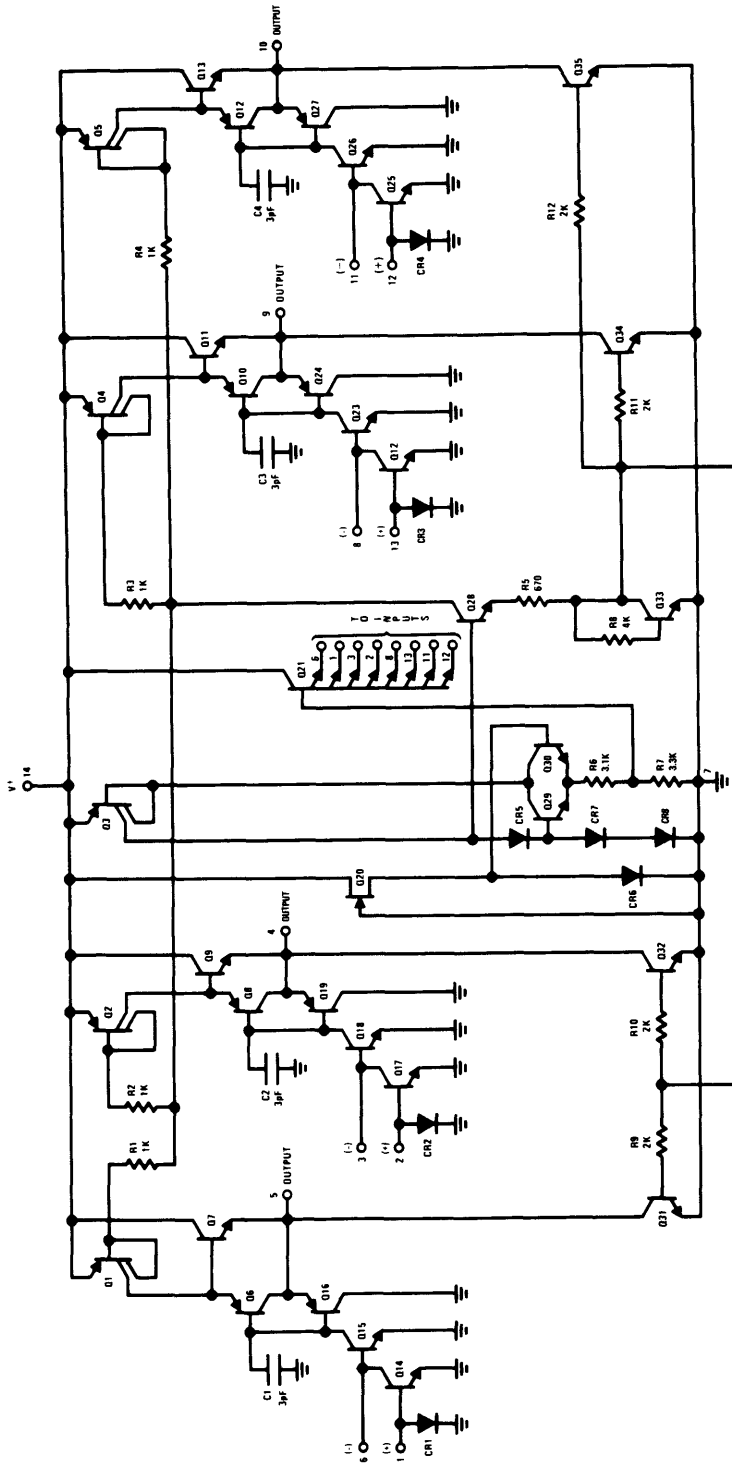 V+
14
Q1
R1
1K
R2
1K
Q2
Q3
R3
1K
Q4
R4
1K
Q5
Q7
Q6
C1
3pF
5 OUTPUT
Q16
Q15
Q14
(-)
6
(+)
1
CR1
Q9
Q8
C2
3pF
4 OUTPUT
Q19
Q18
Q17
(-)
3
(+)
2
CR2
Q20
Q21
TO INPUTS
6
1
3
2
8
13
11
12
Q11
Q10
C3
3pF
9 OUTPUT
Q24
Q23
Q12
(-)
8
(+)
13
CR3
Q13
Q12
C4
3pF
10 OUTPUT
Q27
Q26
Q25
(-)
11
(+)
12
CR4
Q28
R5
670
R8
4K
Q33
Q30
Q29
CR5
CR7
CR8
CR6
R6
3.1K
R7
3.3K
7
Q31
R9
2K
R10
2K
Q32
R11
2K
Q34
R12
2K
Q35